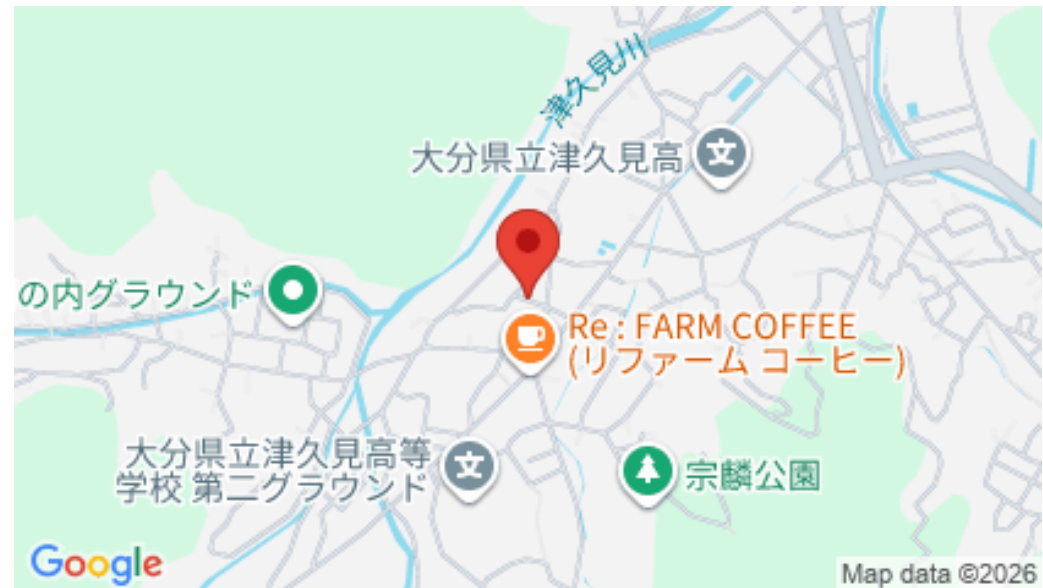 津久見川
大分県立津久見高
の内グラウンド
Re : FARM COFFEE
(リファーム コーヒー)
大分県立津久見高等
学校 第二グラウンド
宗麟公園
Google
Map data ©2026